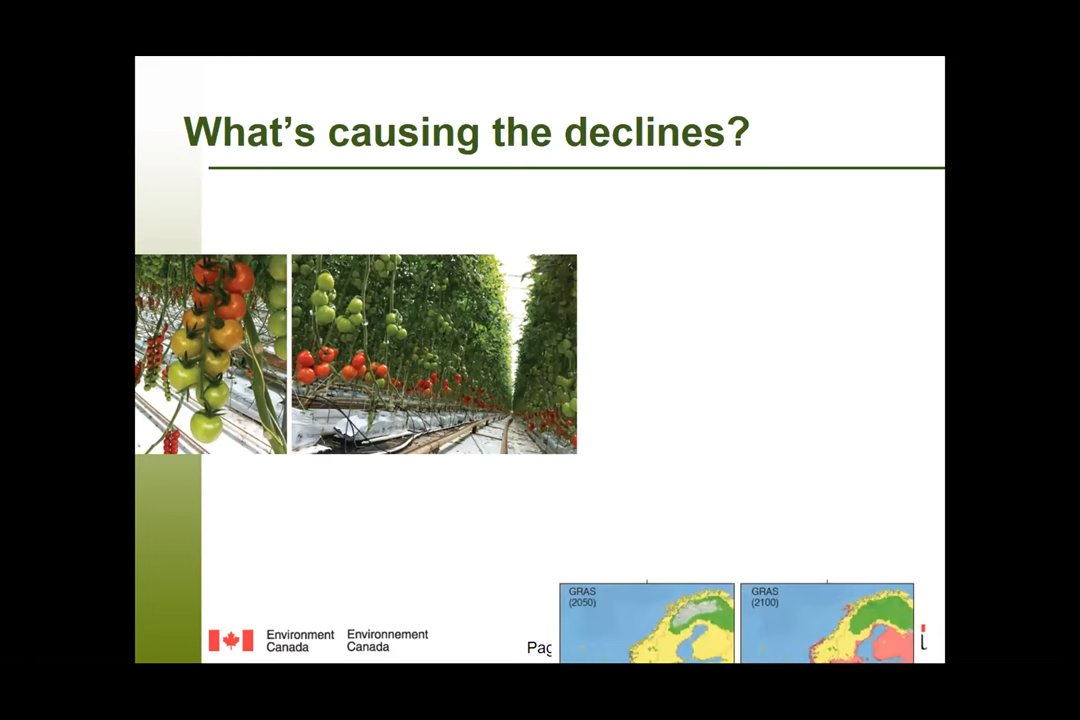 What's causing the declines?
GRAS
(2050)
GRAS
(2100)
Environment
Canada
Environnement
Canada